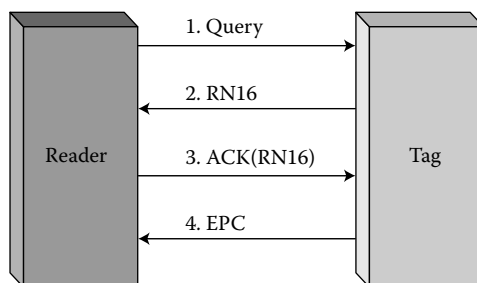 1. Query
2. RN16
Reader
3. ACK(RN16)
Tag
4. EPC